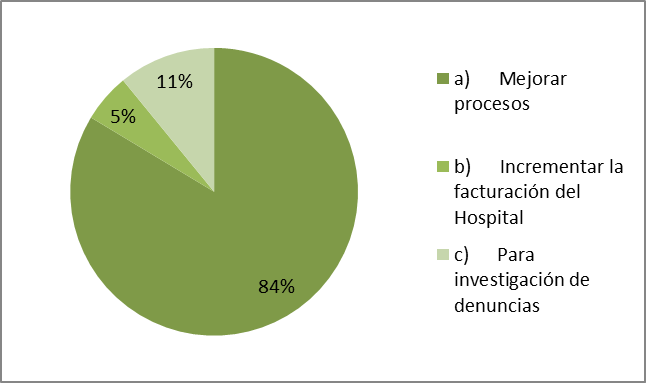 11%
5%
84%
a) Mejorar
procesos
b) Incrementar la
facturación del
Hospital
c) Para
investigación de
denuncias